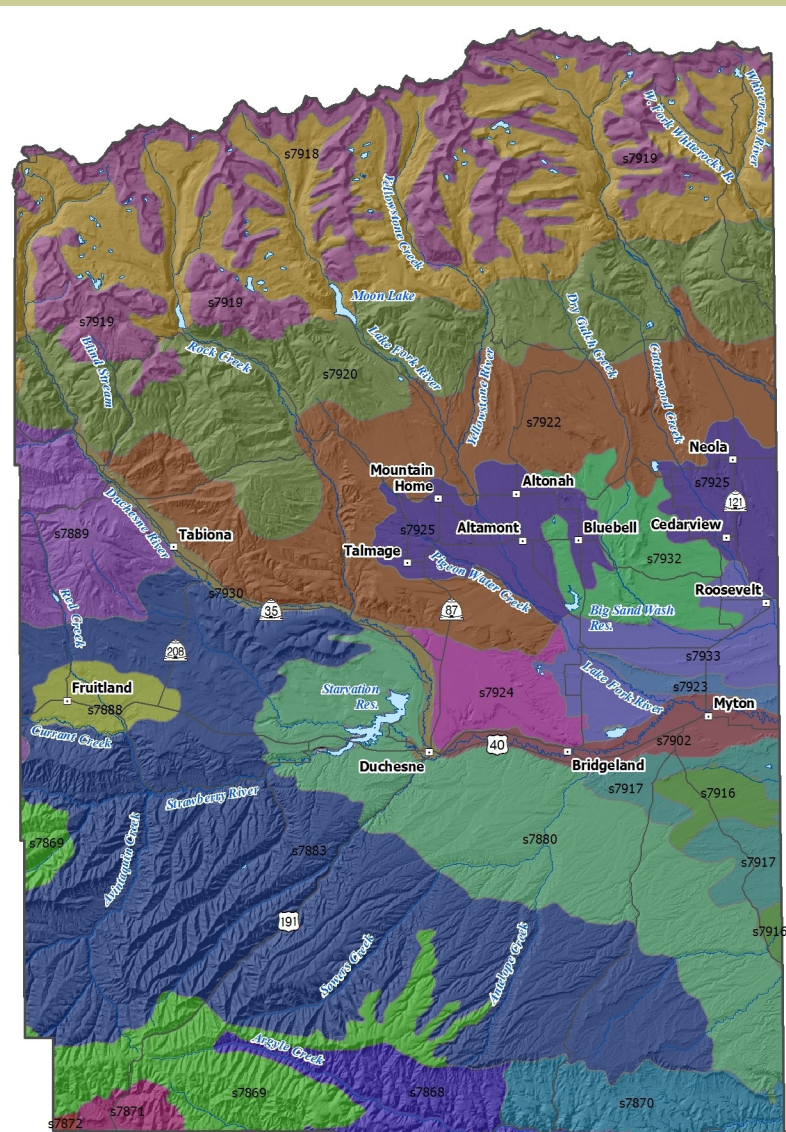 Whiterocks River
W. Fork Whiterocks R.
s7918
s7919
Yellowstone Creek
Moon Lake
s7919
s7919
Blind Stream
Rock Creek
Lake Fork River
Dry Gulch Creek
Cottonwood Creek
s7920
Yellowstone River
s7922
Neola
Mountain
Home
Altonah
s7925
121
Duchesne River
s7889
s7925
Altamont
Bluebell
Cedarview
Tabiona
Talmage
s7932
Pigeon Water Creek
Roosevelt
s7930
Red Creek
35
87
Big Sand Wash
Res.
208
s7933
Fruitland
s7888
Starvation
Res.
s7924
Lake Fork River
s7923
Myton
Currant Creek
40
s7902
Duchesne
Bridgeland
s7917
s7916
Strawberry River
s7869
Avintaquin Creek
s7883
s7880
s7917
191
s7916
Sowers Creek
Antelope Creek
Argyle Creek
s7869
s7868
s7870
s7871
s7872